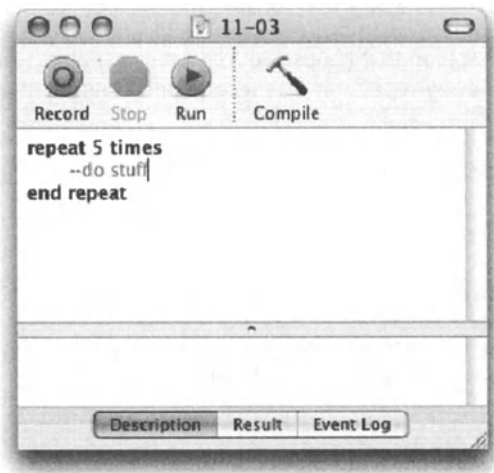 11-03
Record Stop Run Compile
repeat 5 times
--do stuff
end repeat
Description Result Event Log